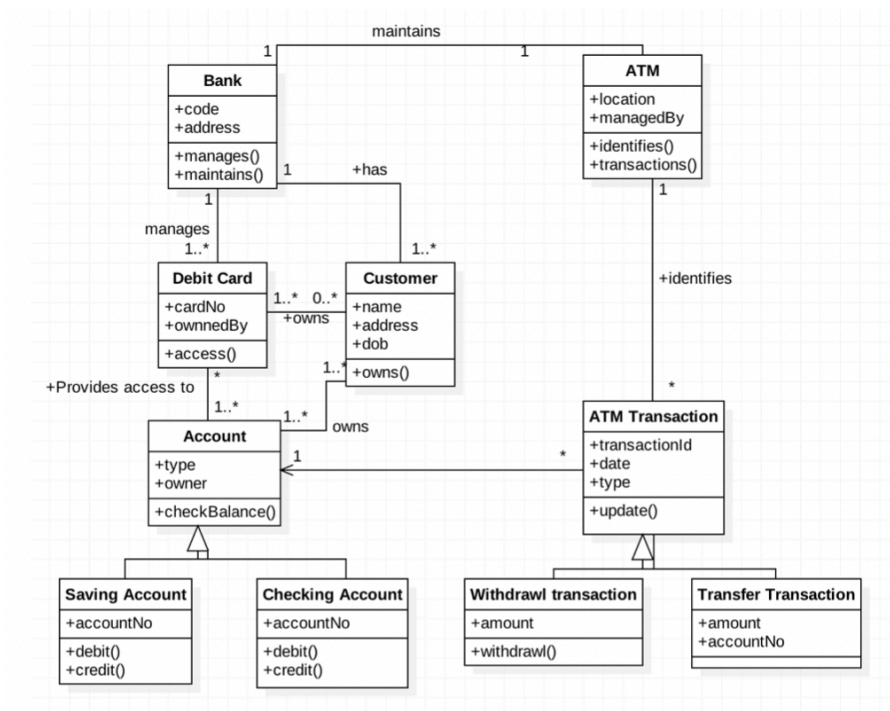 maintains
1
1
Bank
+code
+address
+manages()
+maintains()
ATM
+location
+managedBy
+identifies()
+transactions()
1
+has
1
1
manages
1..*
1..*
+identifies
Debit Card
+cardNo
+ownnedBy
+access()
1..*
0..*
+owns
Customer
+name
+address
+dob
+owns()
*
+Provides access to
1..*
1..*
1..*
owns
*
ATM Transaction
+transactionId
+date
+type
+update()
Account
+type
+owner
+checkBalance()
1
*
Saving Account
+accountNo
+debit()
+credit()
Checking Account
+accountNo
+debit()
+credit()
Withdrawl transaction
+amount
+withdrawl()
Transfer Transaction
+amount
+accountNo